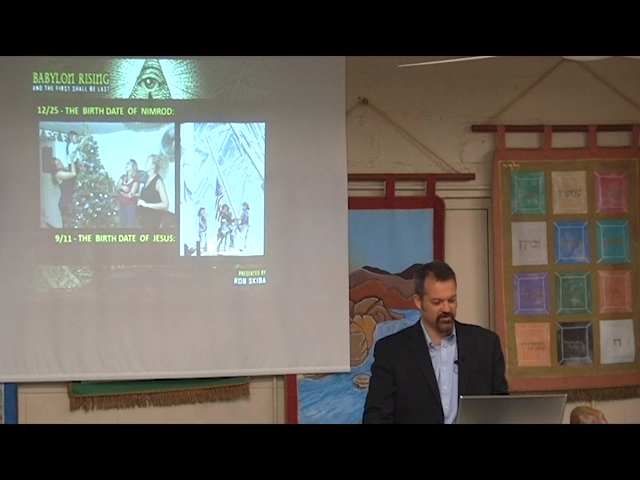 BABYLON RISING
AND THE FIRST SHALL BE LAST
12/25 - THE BIRTH DATE OF NIMROD:
9/11 - THE BIRTH DATE OF JESUS:
PRESENTED BY
ROB SKIBA